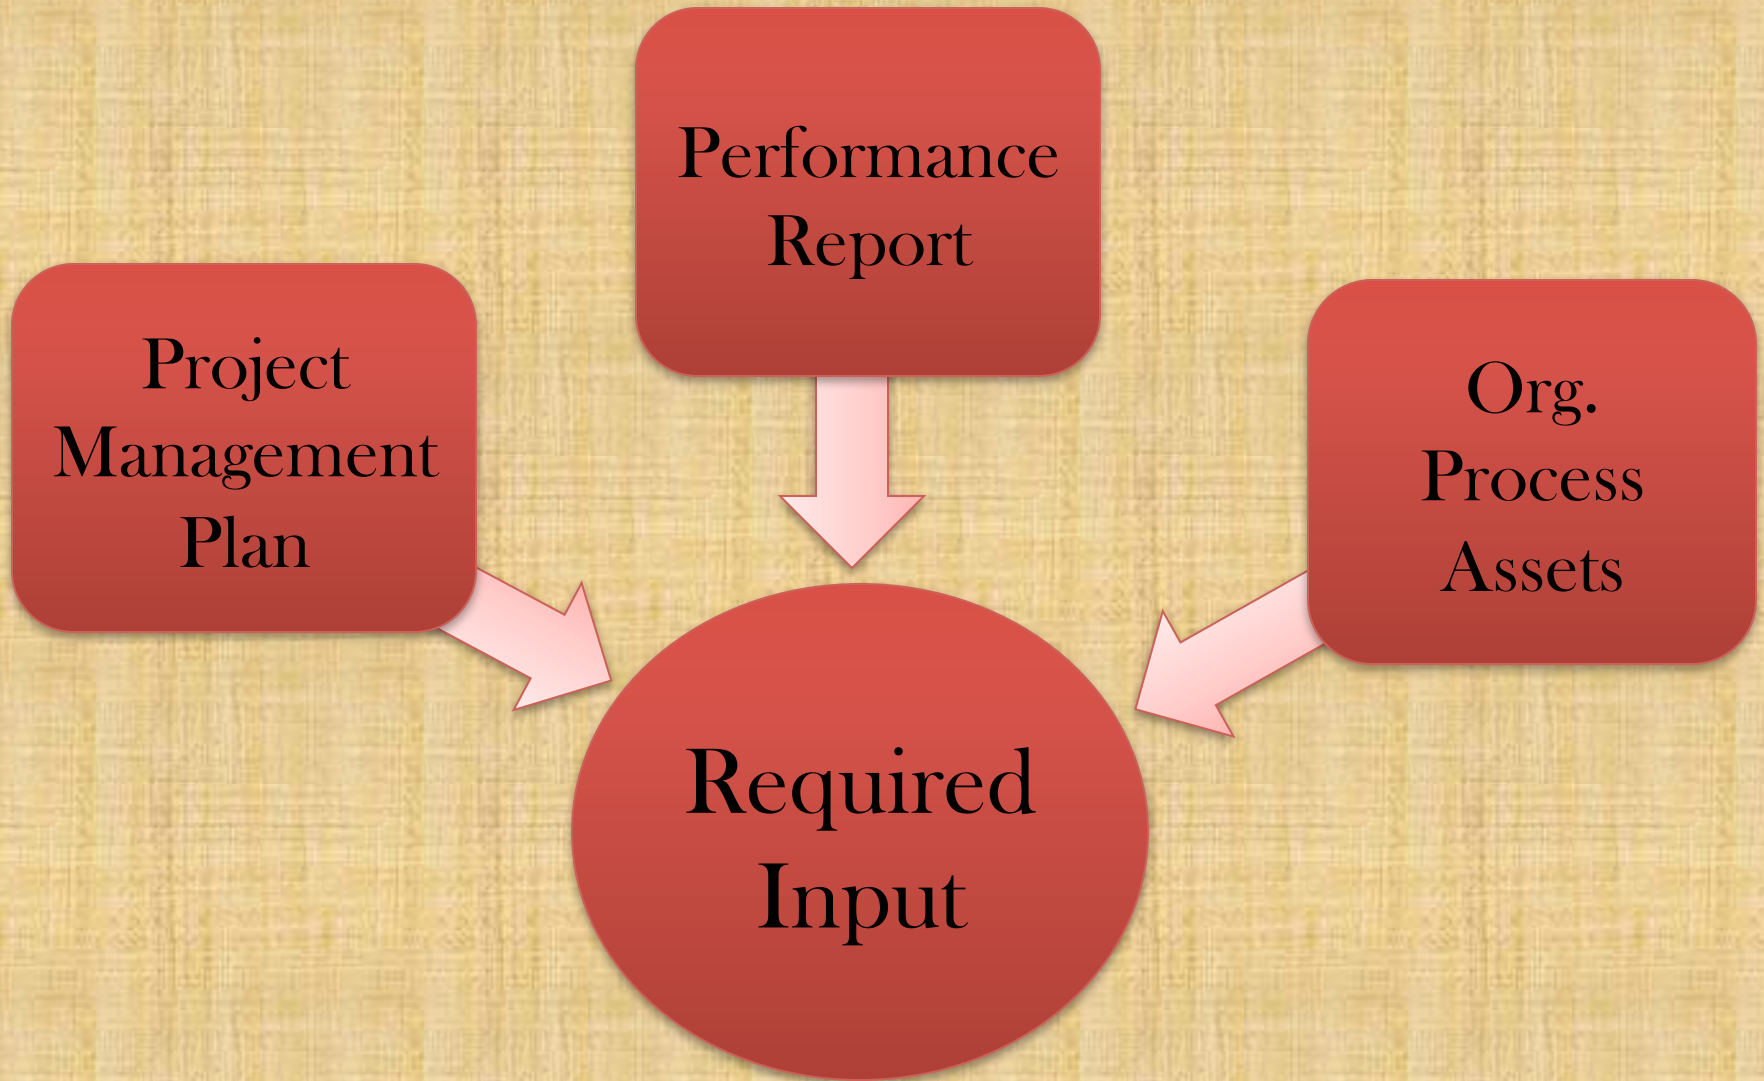 Performance
Report
Project
Management
Plan
Org.
Process
Assets
Required
Input